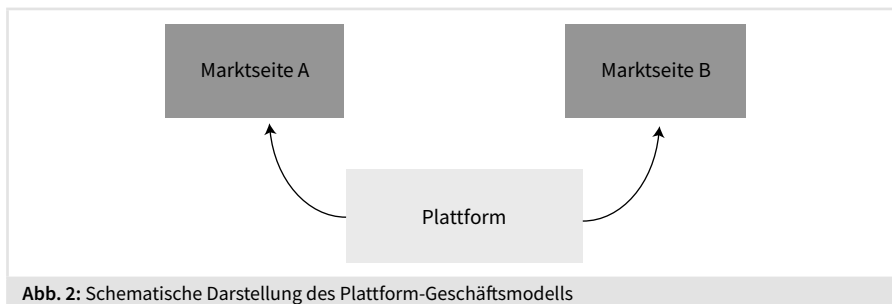 Marktseite A
Marktseite B
Plattform
Abb. 2: Schematische Darstellung des Plattform-Geschäftsmodells